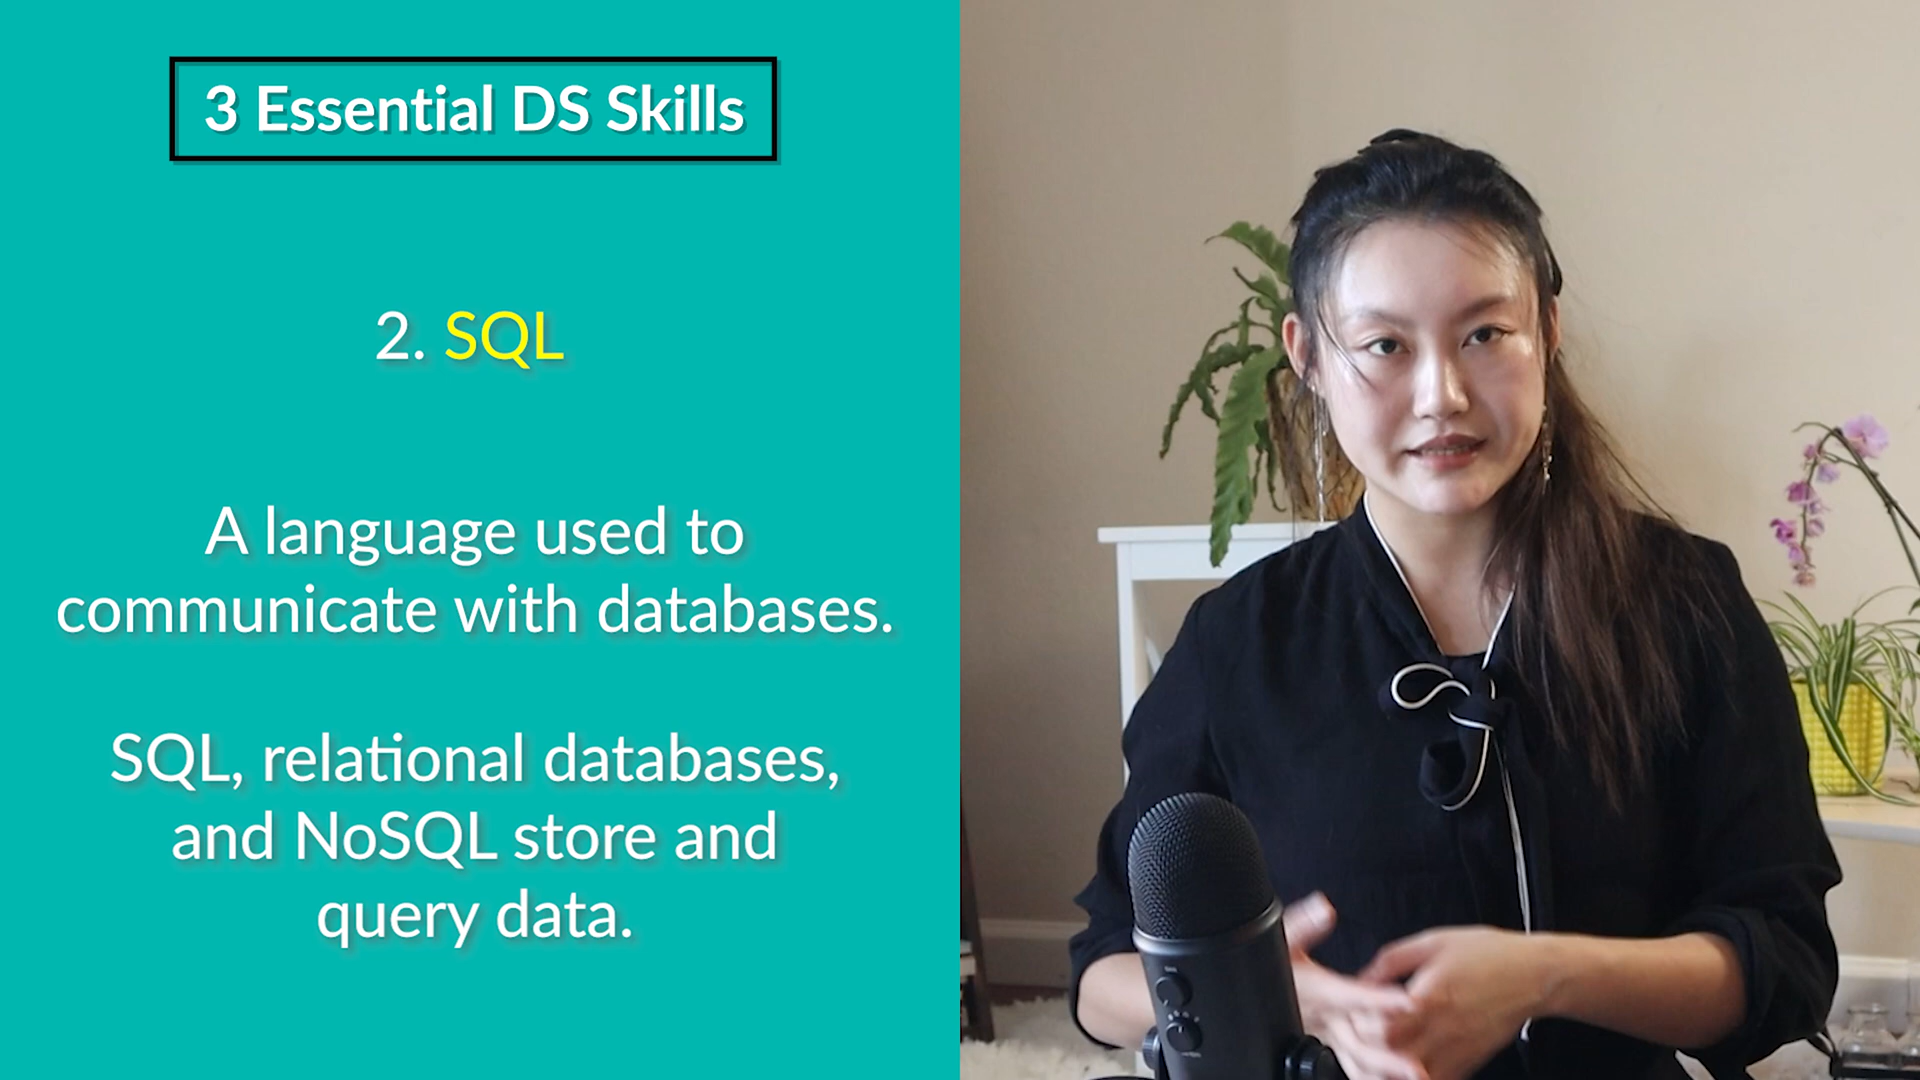 3 Essential DS Skills
2. SQL
A language used to
communicate with databases.
SQL, relational databases,
and NoSQL store and
query data.